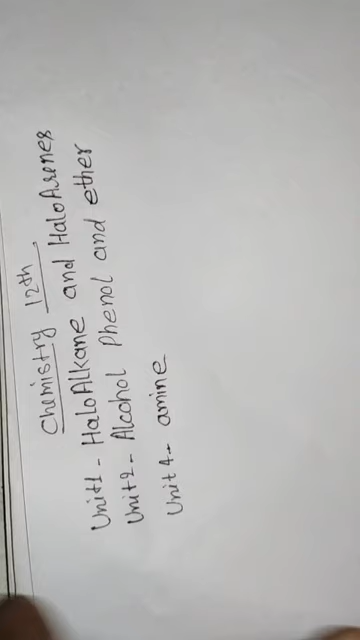 Chemistry 12th
Unit1 - HaloAlkane and HaloArenes
Unit2 - Alcohol Phenol and ether
Unit 4 - amine